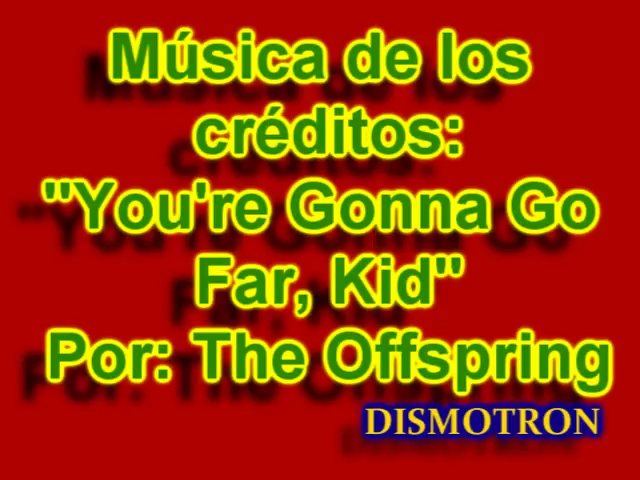 Música de los
créditos:
"You're Gonna Go
Far, Kid"
Por: The Offspring
DISMOTRON